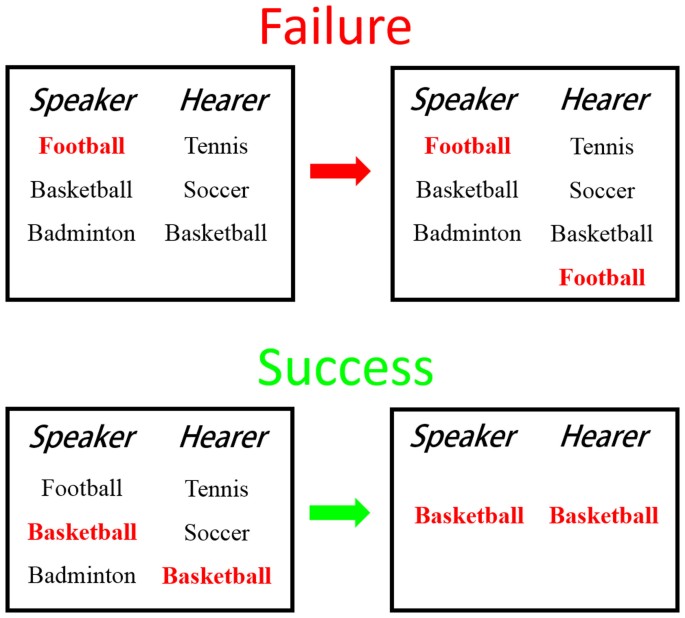 Failure
Speaker Hearer
Football Tennis
Basketball Soccer
Badminton Basketball
Speaker Hearer
Football Tennis
Basketball Soccer
Badminton Basketball
Football
Success
Speaker Hearer
Football Tennis
Basketball Soccer
Badminton Basketball
Speaker Hearer
Basketball Basketball